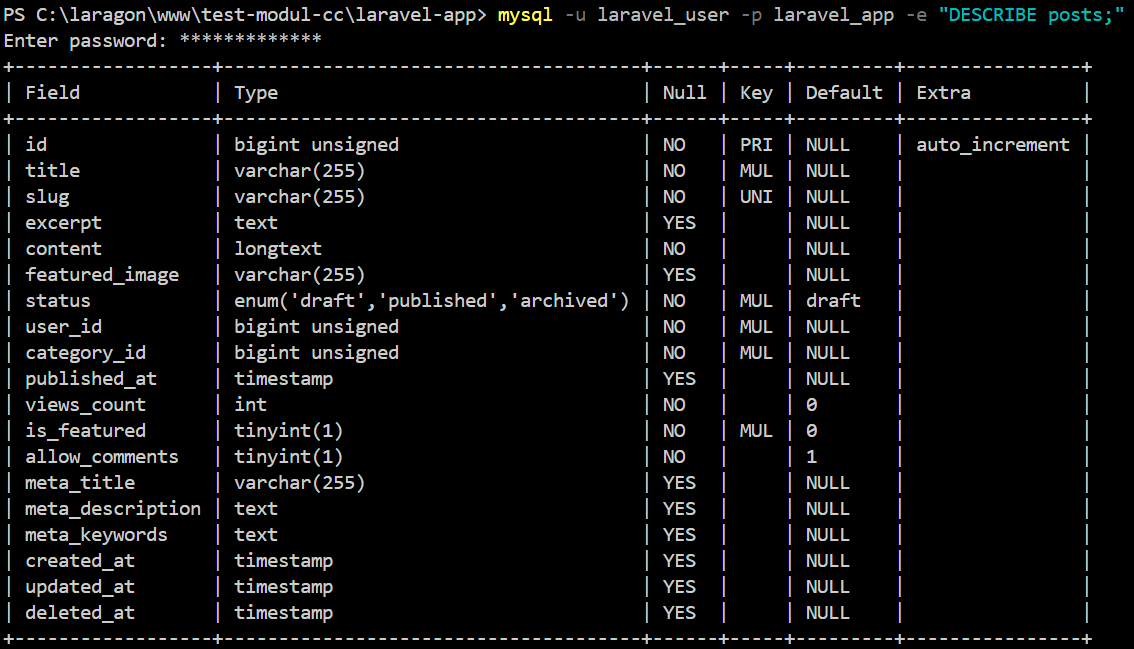 PS C:\laragon\www\test-modul-cc\laravel-app> mysql -u laravel_user -p laravel_app -e "DESCRIBE posts;"
Enter password: *************
+------------------+--------------------------------------+------+-----+---------+----------------+
| Field            | Type                                 | Null | Key | Default | Extra          |
+------------------+--------------------------------------+------+-----+---------+----------------+
| id               | bigint unsigned                      | NO   | PRI | NULL    | auto_increment |
| title            | varchar(255)                         | NO   | MUL | NULL    |                |
| slug             | varchar(255)                         | NO   | UNI | NULL    |                |
| excerpt          | text                                 | YES  |     | NULL    |                |
| content          | longtext                             | NO   |     | NULL    |                |
| featured_image   | varchar(255)                         | YES  |     | NULL    |                |
| status           | enum('draft','published','archived') | NO   | MUL | draft   |                |
| user_id          | bigint unsigned                      | NO   | MUL | NULL    |                |
| category_id      | bigint unsigned                      | NO   | MUL | NULL    |                |
| published_at     | timestamp                            | YES  |     | NULL    |                |
| views_count      | int                                  | NO   |     | 0       |                |
| is_featured      | tinyint(1)                           | NO   | MUL | 0       |                |
| allow_comments   | tinyint(1)                           | NO   |     | 1       |                |
| meta_title       | varchar(255)                         | YES  |     | NULL    |                |
| meta_description | text                                 | YES  |     | NULL    |                |
| meta_keywords    | text                                 | YES  |     | NULL    |                |
| created_at       | timestamp                            | YES  |     | NULL    |                |
| updated_at       | timestamp                            | YES  |     | NULL    |                |
| deleted_at       | timestamp                            | YES  |     | NULL    |                |
+------------------+--------------------------------------+------+-----+---------+----------------+